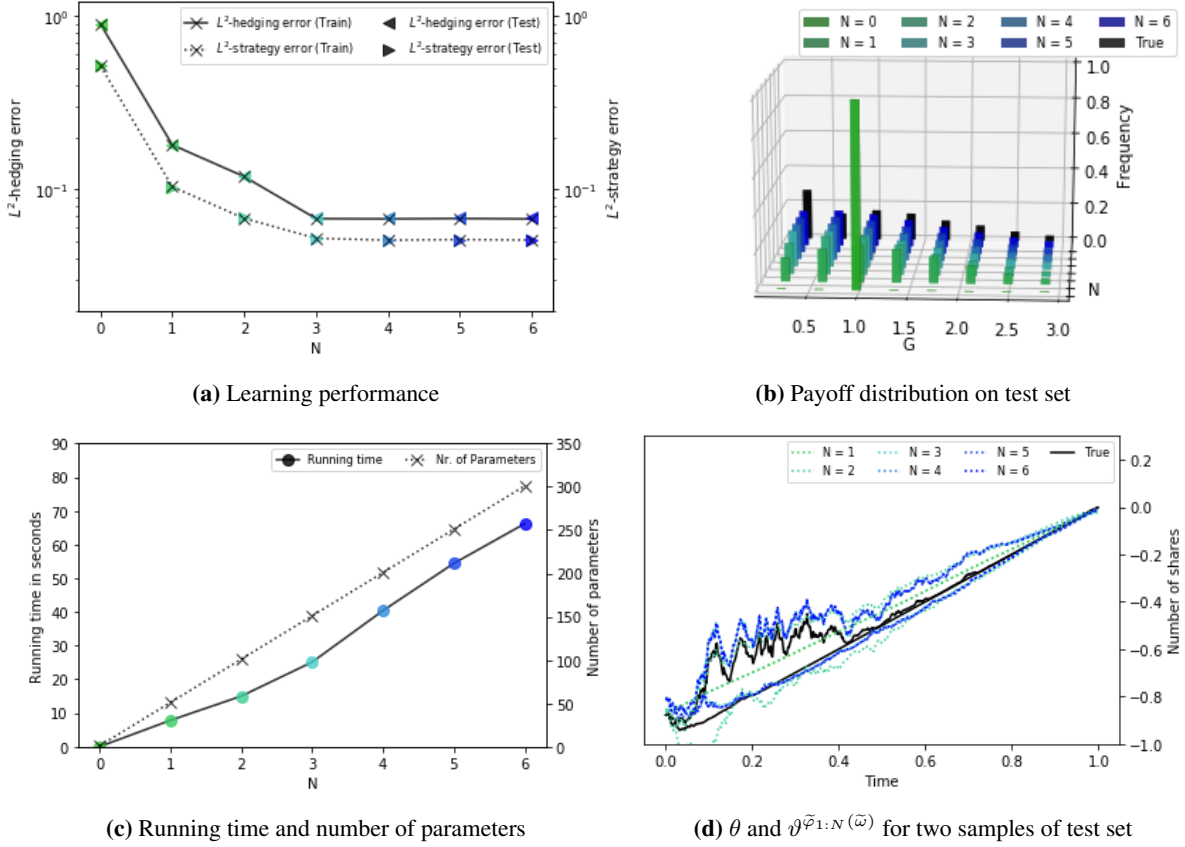 L²-hedging error (Train)
L²-strategy error (Train)
L²-hedging error (Test)
L²-strategy error (Test)
10⁰
10⁻¹
L²-hedging error
10⁰
10⁻¹
L²-strategy error
0 1 2 3 4 5 6
N
(a) Learning performance
N = 0 N = 2 N = 4 N = 6
N = 1 N = 3 N = 5 True
1.0
0.8
0.6
0.4
0.2
0.0
Frequency
N
0.5 1.0 1.5 2.0 2.5 3.0
G
(b) Payoff distribution on test set
Running time Nr. of Parameters
90
80
70
60
50
40
30
20
10
0
Running time in seconds
350
300
250
200
150
100
50
0
Number of parameters
0 1 2 3 4 5 6
N
(c) Running time and number of parameters
N = 1 N = 3 N = 5 True
N = 2 N = 4 N = 6
0.2
0.0
−0.2
−0.4
−0.6
−0.8
−1.0
Number of shares
0.0 0.2 0.4 0.6 0.8 1.0
Time
(d) θ and ϑ^{φ̃_{1:N}(ω̃)} for two samples of test set